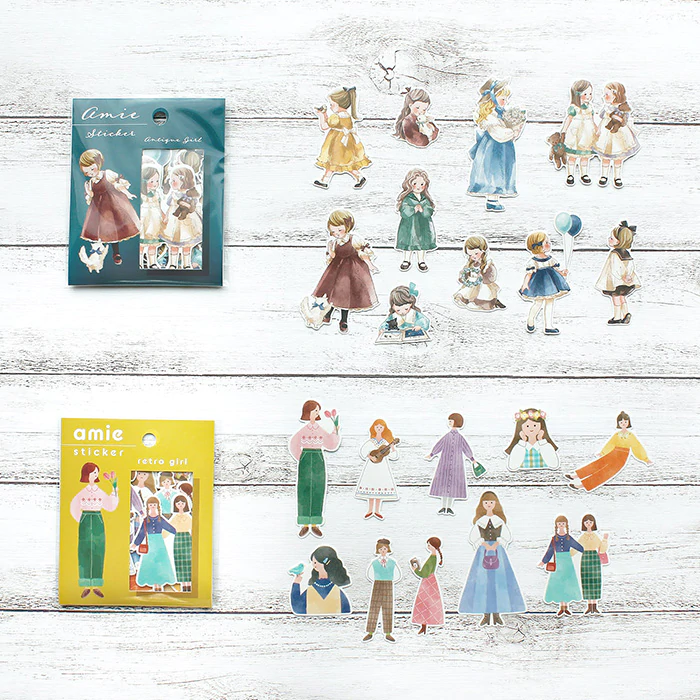 amie
Sticker
Antique Girl
amie
sticker
retro girl